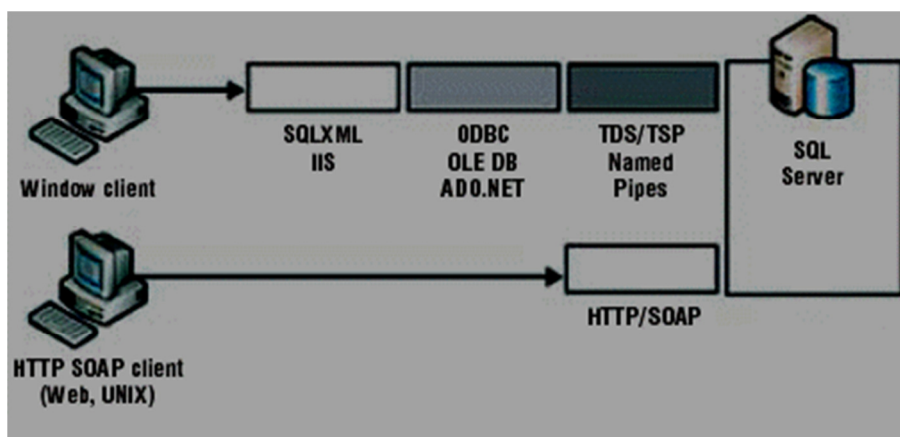 SQLXML
IIS
ODBC
OLE DB
ADO.NET
TDS/TSP
Named
Pipes
SQL
Server
Window client
HTTP/SOAP
HTTP SOAP client
(Web, UNIX)